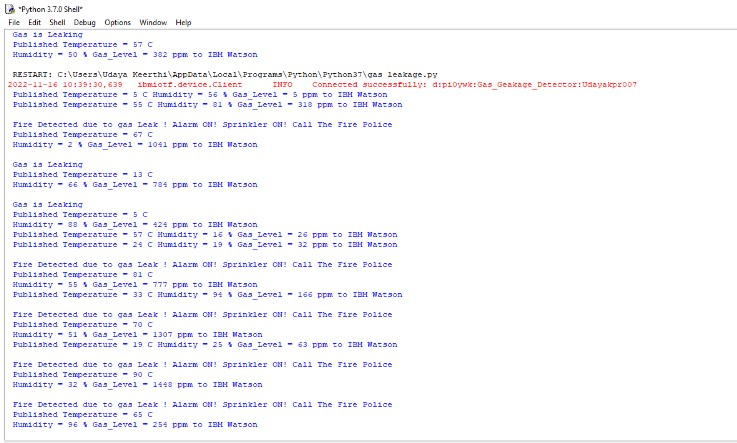 *Python 3.7.0 Shell*
File Edit Shell Debug Options Window Help
Gas is Leaking
Published Temperature = 57 C
Humidity = 50 % Gas_Level = 382 ppm to IBM Watson
RESTART: C:\Users\Udaya Keerthi\AppData\Local\Programs\Python\Python37\gas leakage.py
2022-11-16 10:39:30,639 ibmiotf.device.Client INFO Connected successfully: d:pi0ywk:Gas_Geakage_Detector:Udayakpr007
Published Temperature = 5 C Humidity = 56 % Gas_Level = 5 ppm to IBM Watson
Published Temperature = 55 C Humidity = 81 % Gas_Level = 318 ppm to IBM Watson
Fire Detected due to gas Leak ! Alarm ON! Sprinkler ON! Call The Fire Police
Published Temperature = 67 C
Humidity = 2 % Gas_Level = 1041 ppm to IBM Watson
Gas is Leaking
Published Temperature = 13 C
Humidity = 66 % Gas_Level = 784 ppm to IBM Watson
Gas is Leaking
Published Temperature = 5 C
Humidity = 88 % Gas_Level = 424 ppm to IBM Watson
Published Temperature = 57 C Humidity = 16 % Gas_Level = 26 ppm to IBM Watson
Published Temperature = 24 C Humidity = 19 % Gas_Level = 32 ppm to IBM Watson
Fire Detected due to gas Leak ! Alarm ON! Sprinkler ON! Call The Fire Police
Published Temperature = 81 C
Humidity = 55 % Gas_Level = 777 ppm to IBM Watson
Published Temperature = 33 C Humidity = 94 % Gas_Level = 166 ppm to IBM Watson
Fire Detected due to gas Leak ! Alarm ON! Sprinkler ON! Call The Fire Police
Published Temperature = 70 C
Humidity = 51 % Gas_Level = 1307 ppm to IBM Watson
Published Temperature = 19 C Humidity = 25 % Gas_Level = 63 ppm to IBM Watson
Fire Detected due to gas Leak ! Alarm ON! Sprinkler ON! Call The Fire Police
Published Temperature = 90 C
Humidity = 32 % Gas_Level = 1448 ppm to IBM Watson
Fire Detected due to gas Leak ! Alarm ON! Sprinkler ON! Call The Fire Police
Published Temperature = 65 C
Humidity = 96 % Gas_Level = 254 ppm to IBM Watson